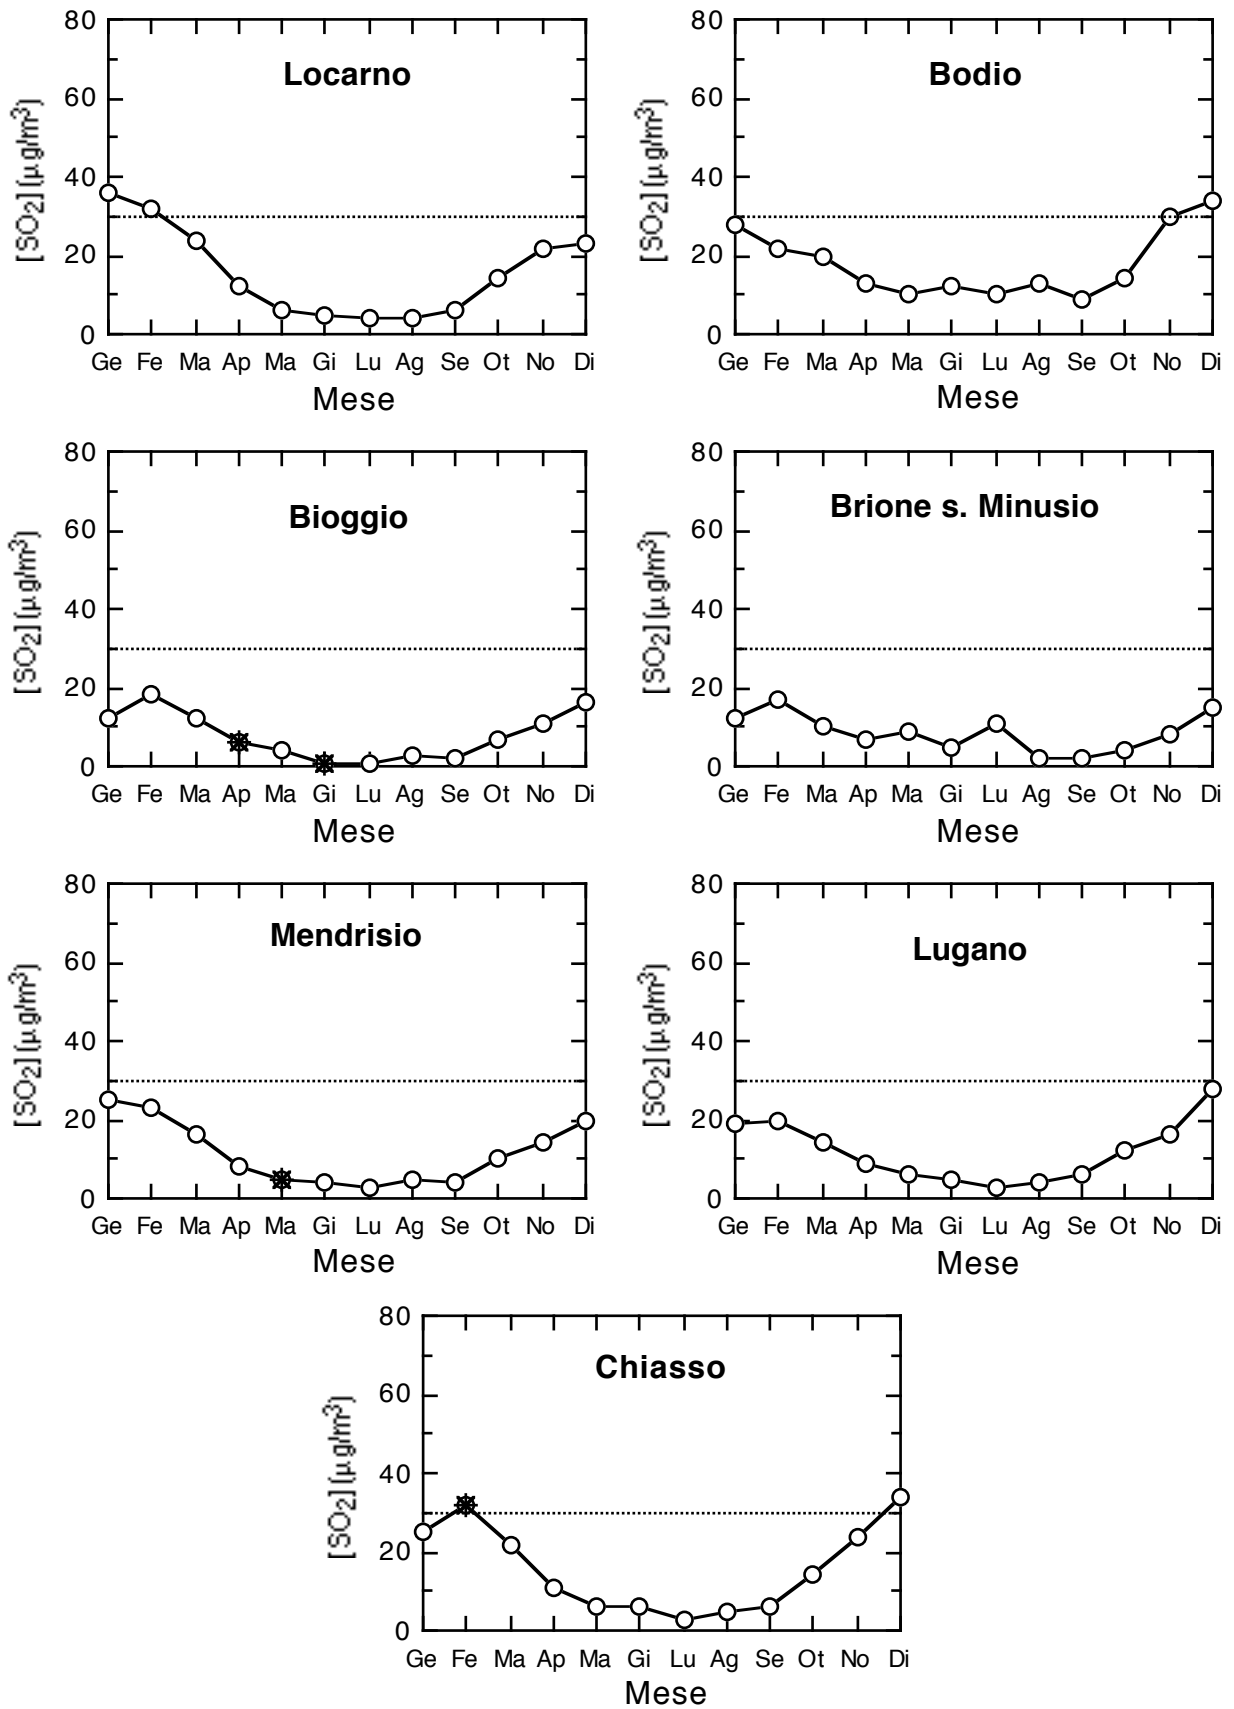 Locarno
[SO2] (µg/m3)
80
60
40
20
0
Ge Fe Ma Ap Ma Gi Lu Ag Se Ot No Di
Mese
Bodio
[SO2] (µg/m3)
80
60
40
20
0
Ge Fe Ma Ap Ma Gi Lu Ag Se Ot No Di
Mese
Bioggio
[SO2] (µg/m3)
80
60
40
20
0
Ge Fe Ma Ap Ma Gi Lu Ag Se Ot No Di
Mese
Brione s. Minusio
[SO2] (µg/m3)
80
60
40
20
0
Ge Fe Ma Ap Ma Gi Lu Ag Se Ot No Di
Mese
Mendrisio
[SO2] (µg/m3)
80
60
40
20
0
Ge Fe Ma Ap Ma Gi Lu Ag Se Ot No Di
Mese
Lugano
[SO2] (µg/m3)
80
60
40
20
0
Ge Fe Ma Ap Ma Gi Lu Ag Se Ot No Di
Mese
Chiasso
[SO2] (µg/m3)
80
60
40
20
0
Ge Fe Ma Ap Ma Gi Lu Ag Se Ot No Di
Mese